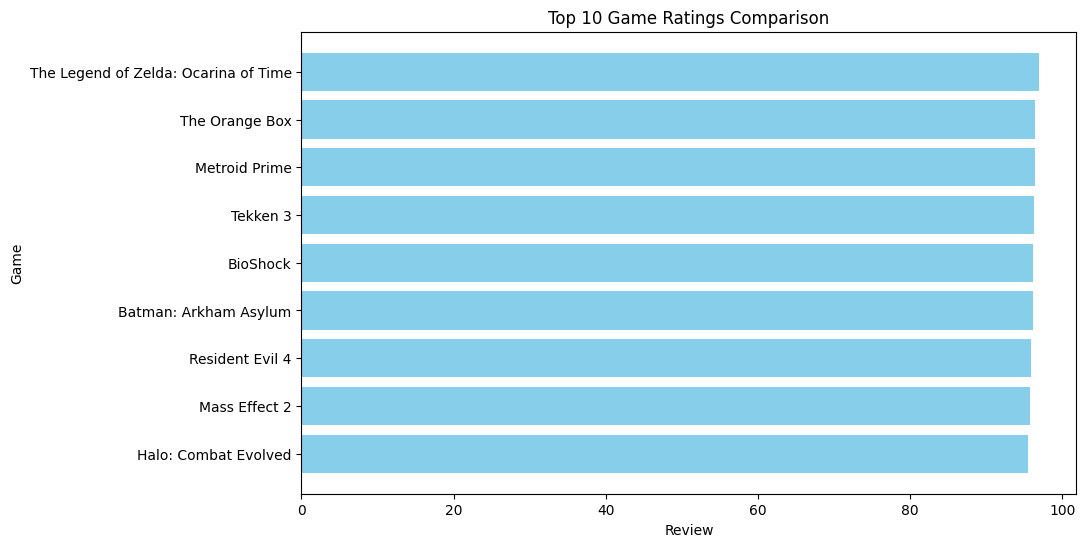 Top 10 Game Ratings Comparison
The Legend of Zelda: Ocarina of Time
The Orange Box
Metroid Prime
Tekken 3
BioShock
Batman: Arkham Asylum
Resident Evil 4
Mass Effect 2
Halo: Combat Evolved
Game
0 20 40 60 80 100
Review